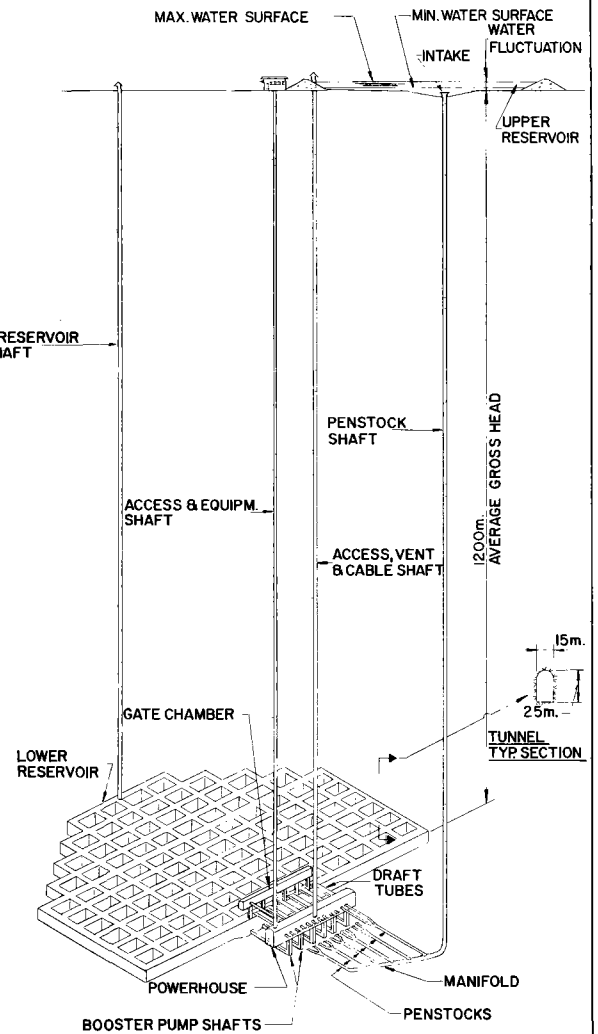 MAX. WATER SURFACE
MIN. WATER SURFACE
WATER
FLUCTUATION
INTAKE
UPPER
RESERVOIR
RESERVOIR
PENSTOCK
SHAFT
1200m.
AVERAGE GROSS HEAD
ACCESS & EQUIPM.
SHAFT
ACCESS, VENT
& CABLE SHAFT
15m.
25m.
TUNNEL
TYP. SECTION
GATE CHAMBER
LOWER
RESERVOIR
DRAFT
TUBES
POWERHOUSE
MANIFOLD
PENSTOCKS
BOOSTER PUMP SHAFTS